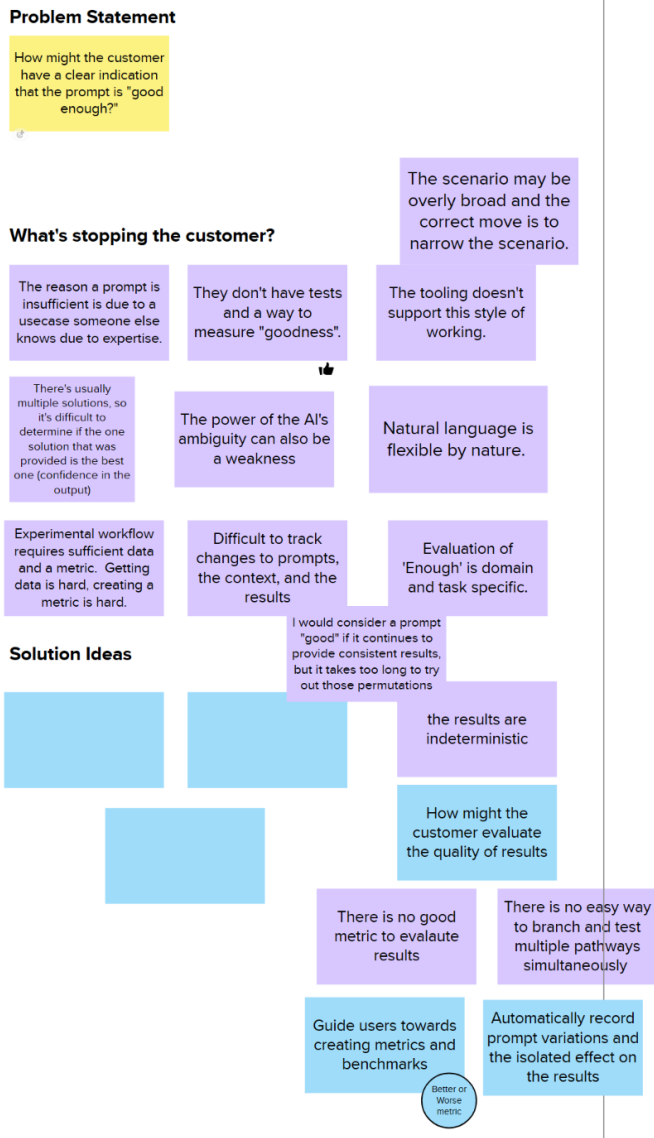 Problem Statement
How might the customer
have a clear indication
that the prompt is "good
enough?"
The scenario may be
overly broad and the
correct move is to
narrow the scenario.
What's stopping the customer?
The reason a prompt is
insufficient is due to a
usecase someone else
knows due to expertise.
They don't have tests
and a way to
measure "goodness".
The tooling doesn't
support this style of
working.
There's usually
multiple solutions, so
it's difficult to
determine if the one
solution that was
provided is the best
one (confidence in the
output)
The power of the AI's
ambiguity can also be
a weakness
Natural language is
flexible by nature.
Experimental workflow
requires sufficient data
and a metric. Getting
data is hard, creating a
metric is hard.
Difficult to track
changes to prompts,
the context, and the
results
Evaluation of
'Enough' is domain
and task specific.
I would consider a prompt
"good" if it continues to
provide consistent results,
but it takes too long to try
out those permutations
Solution Ideas
the results are
indeterministic
How might the
customer evaluate
the quality of results
There is no good
metric to evalaute
results
There is no easy way
to branch and test
multiple pathways
simultaneously
Guide users towards
creating metrics and
benchmarks
Better or
Worse
metric
Automatically record
prompt variations and
the isolated effect on
the results